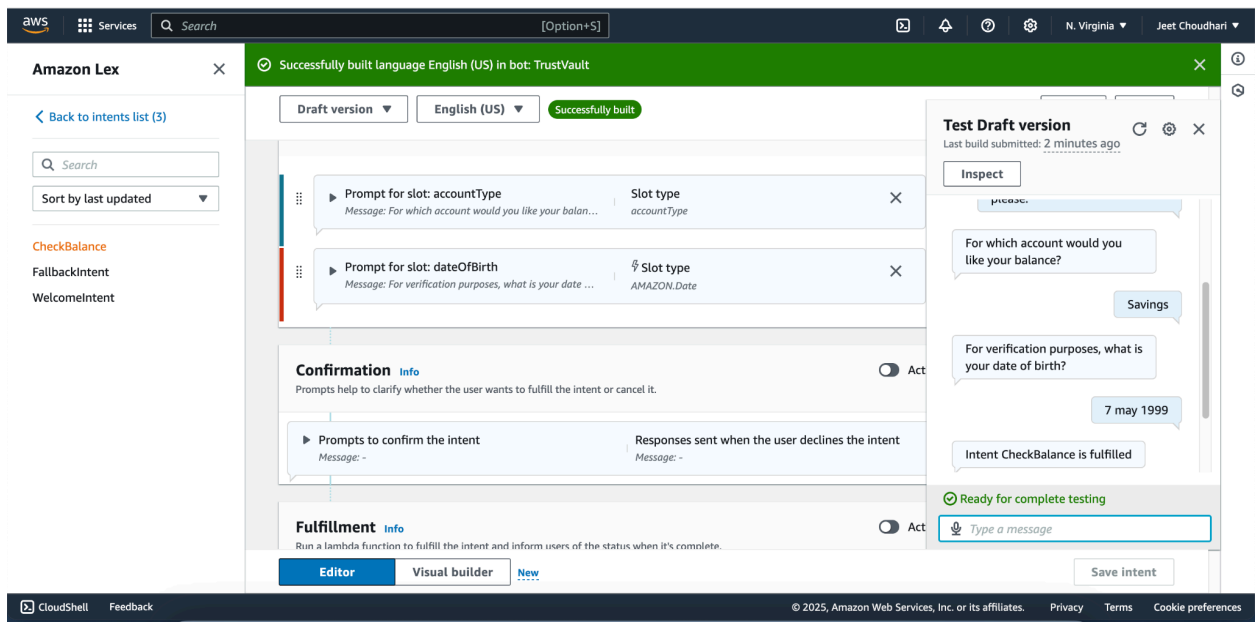 aws
Services
Search
[Option+S]
N. Virginia ▼
Jeet Choudhari ▼
Amazon Lex
Back to intents list (3)
Search
Sort by last updated
CheckBalance
FallbackIntent
WelcomeIntent
Successfully built language English (US) in bot: TrustVault
Draft version ▼
English (US) ▼
Successfully built
Prompt for slot: accountType
Message: For which account would you like your balan...
Slot type
accountType
Prompt for slot: dateOfBirth
Message: For verification purposes, what is your date ...
Slot type
AMAZON.Date
Confirmation Info
Prompts help to clarify whether the user wants to fulfill the intent or cancel it.
Act
Prompts to confirm the intent
Message: -
Responses sent when the user declines the intent
Message: -
Fulfillment Info
Run a lambda function to fulfill the intent and inform users of the status when it's complete.
Act
Editor
Visual builder
New
Save intent
Test Draft version
Last build submitted: 2 minutes ago
Inspect
please.
For which account would you
like your balance?
Savings
For verification purposes, what is
your date of birth?
7 may 1999
Intent CheckBalance is fulfilled
Ready for complete testing
Type a message
CloudShell
Feedback
© 2025, Amazon Web Services, Inc. or its affiliates.
Privacy
Terms
Cookie preferences